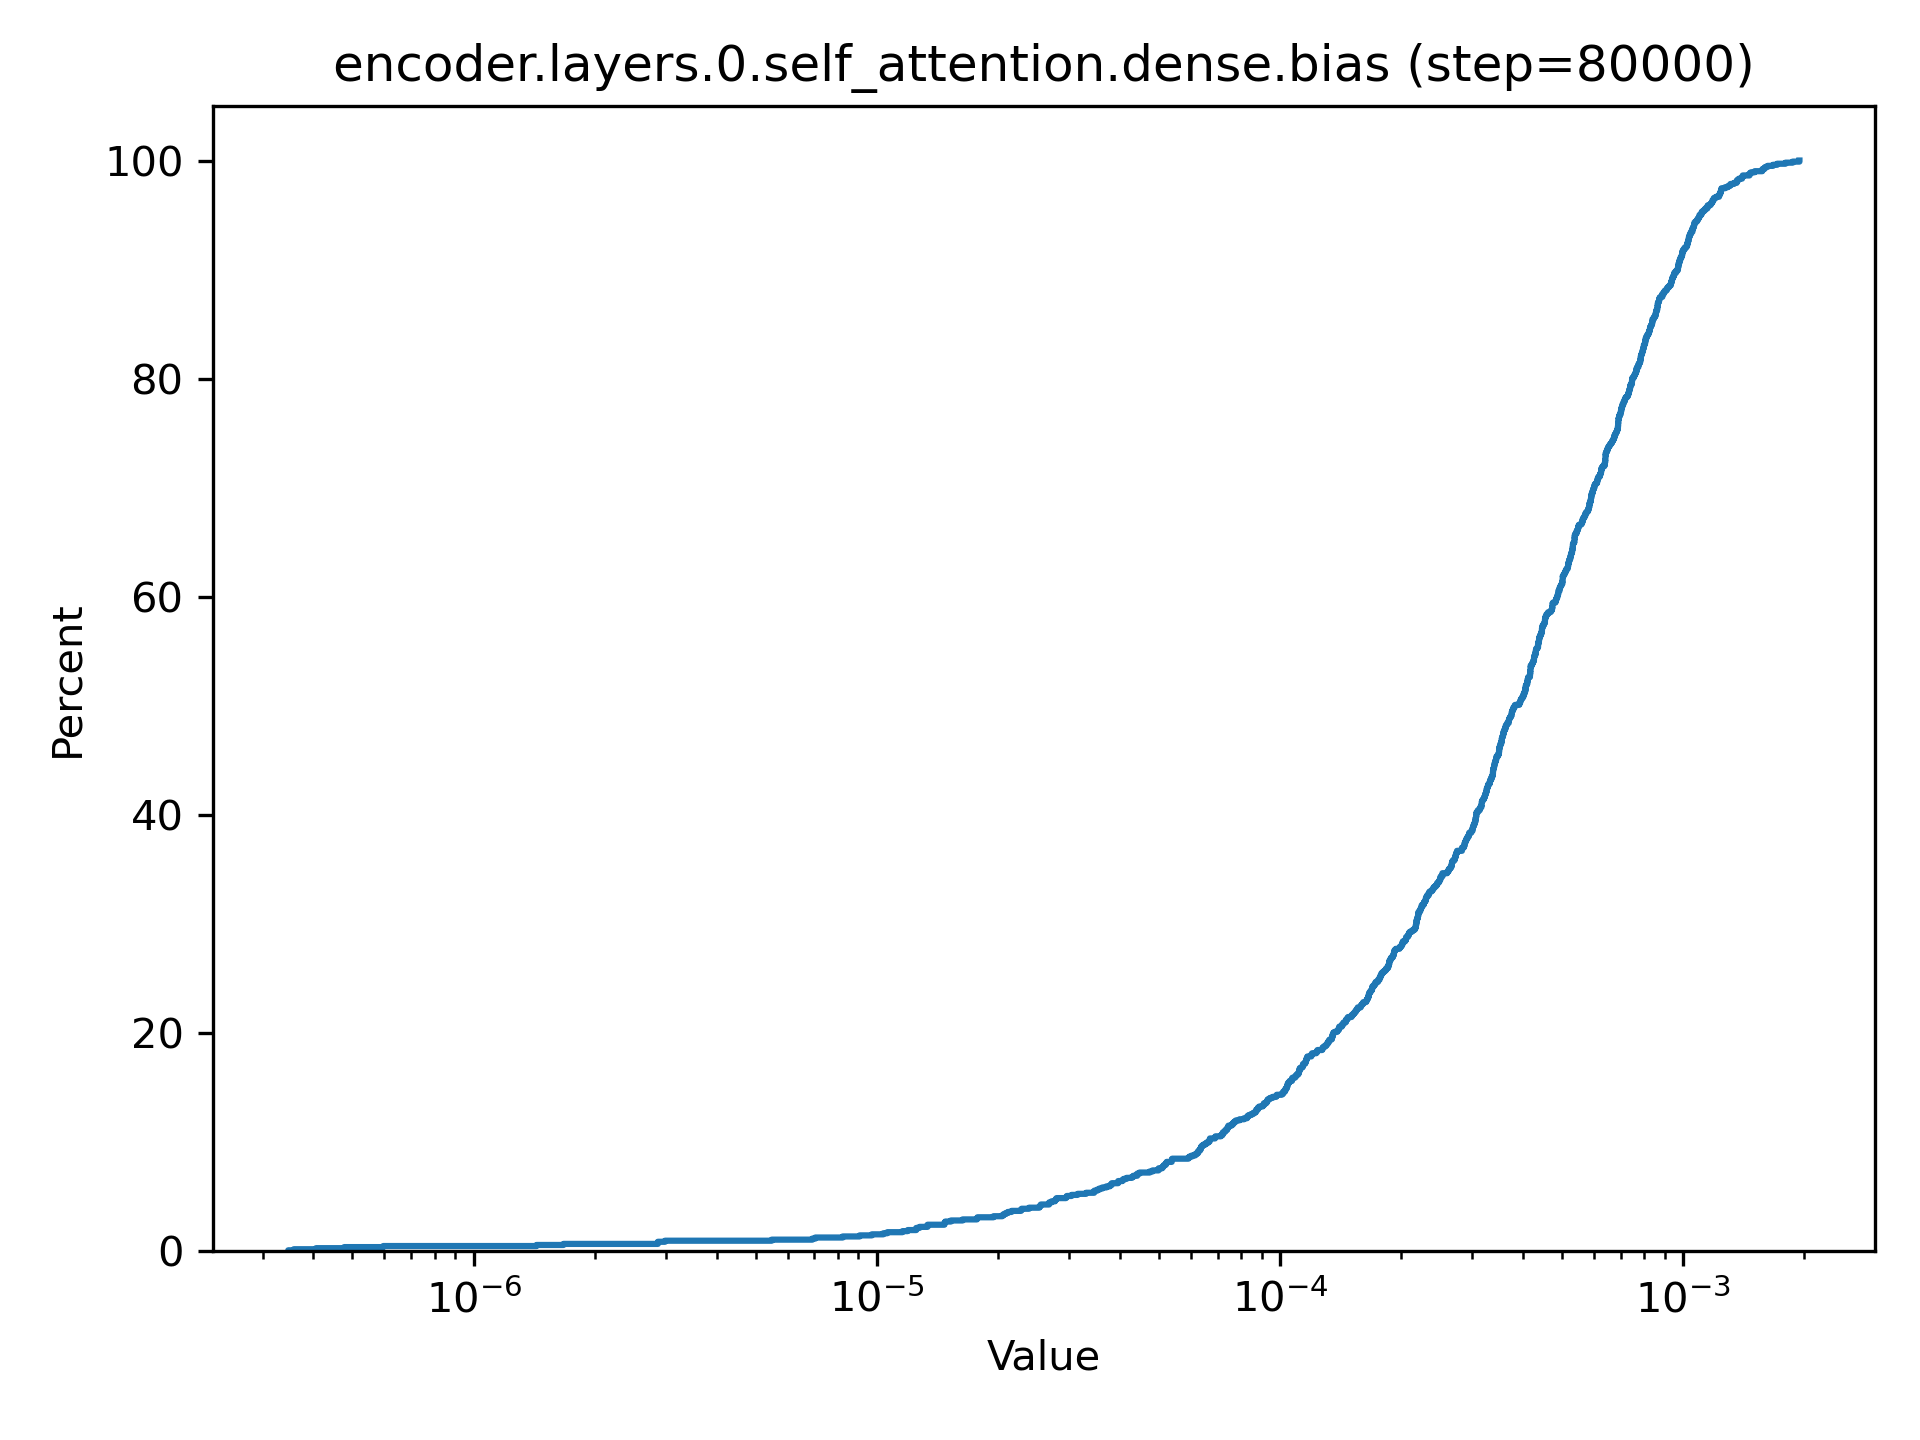 encoder.layers.0.self_attention.dense.bias (step=80000)
100
80
60
40
20
0
Percent
10⁻⁶ 10⁻⁵ 10⁻⁴ 10⁻³
Value